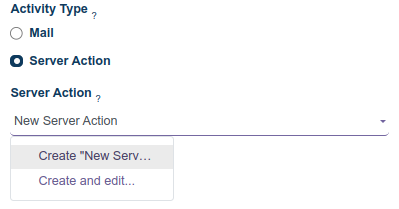 Activity Type ?
Mail
Server Action
Server Action ?
New Server Action
Create "New Serv...
Create and edit...